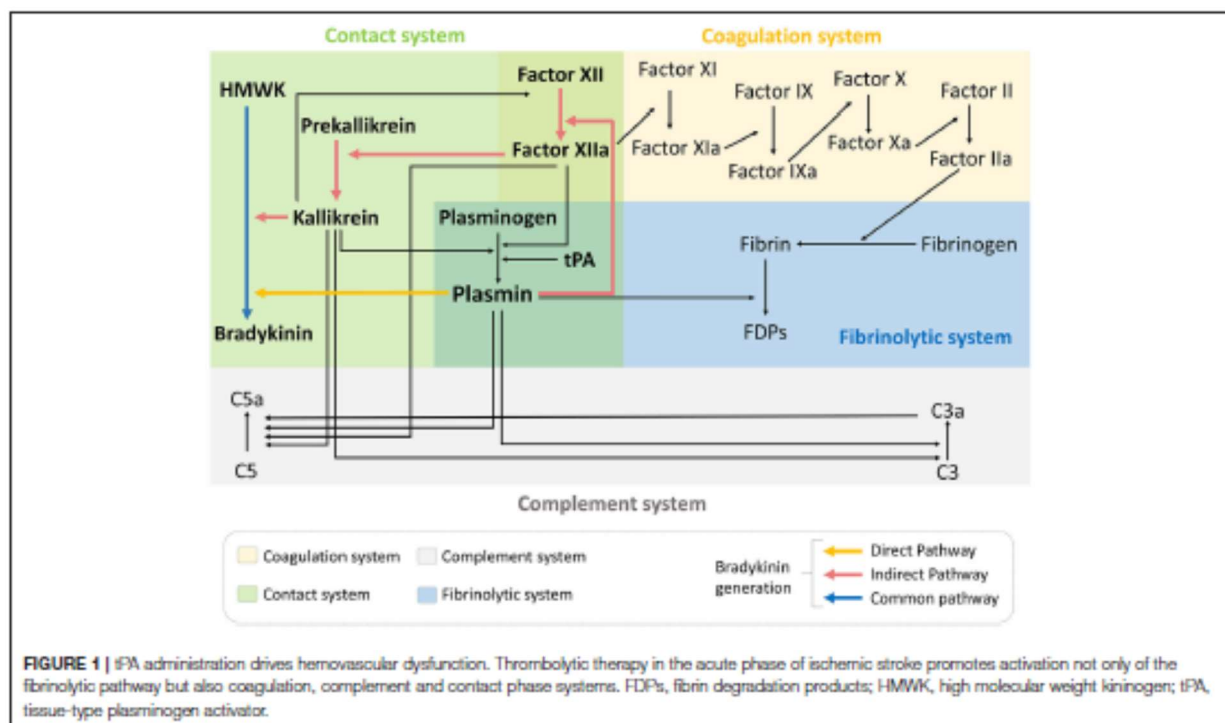 Contact system
Coagulation system
HMWK
Factor XII
Factor XI
Factor IX
Factor X
Factor II
Prekallikrein
Factor XIIa
Factor XIa
Factor IXa
Factor Xa
Factor IIa
Kallikrein
Plasminogen
Fibrin
Fibrinogen
tPA
Plasmin
Bradykinin
FDPs
Fibrinolytic system
C5a
C3a
C5
C3
Complement system
Coagulation system
Complement system
Contact system
Fibrinolytic system
Bradykinin
generation
Direct Pathway
Indirect Pathway
Common pathway
FIGURE 1 | tPA administration drives hemovascular dysfunction. Thrombolytic therapy in the acute phase of ischemic stroke promotes activation not only of the
fibrinolytic pathway but also coagulation, complement and contact phase systems. FDPs, fibrin degradation products; HMWK, high molecular weight kininogen; tPA,
tissue-type plasminogen activator.